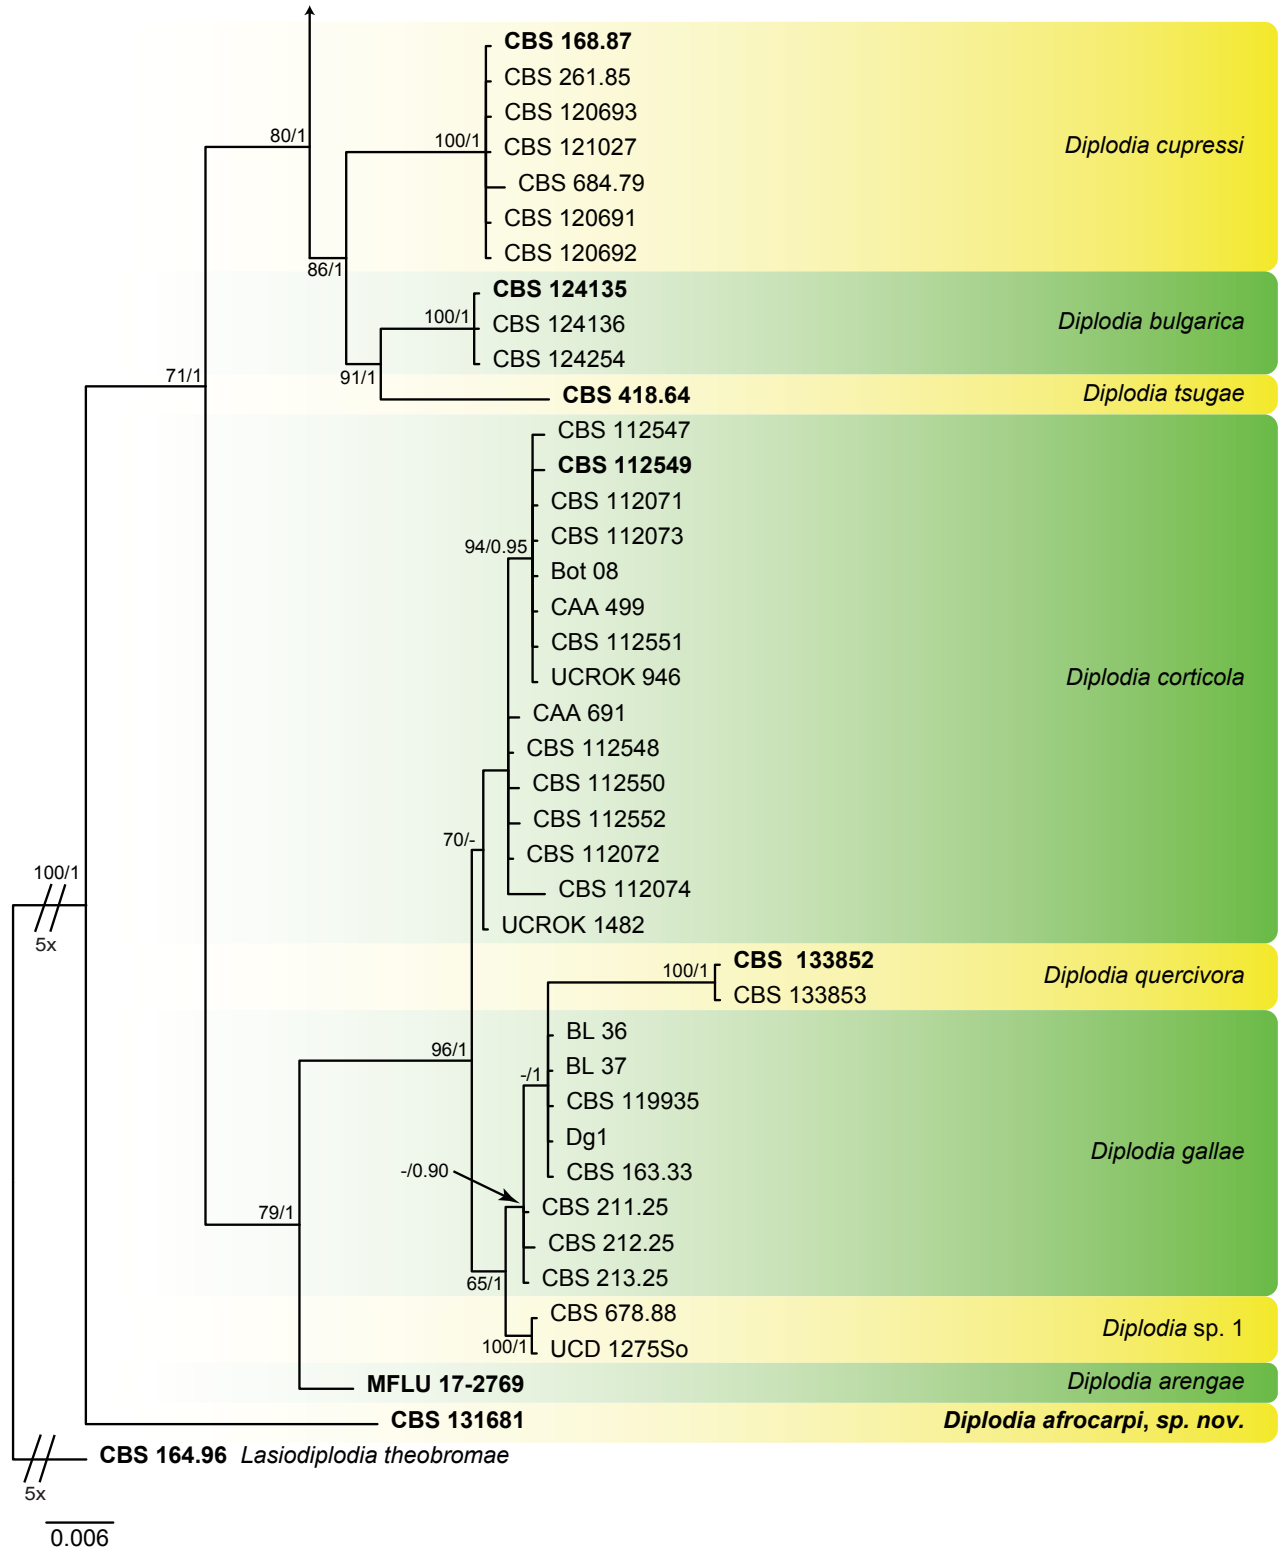 CBS 168.87
CBS 261.85
CBS 120693
80/1
100/1
CBS 121027
Diplodia cupressi
CBS 684.79
CBS 120691
CBS 120692
86/1
CBS 124135
100/1
CBS 124136
Diplodia bulgarica
CBS 124254
71/1
91/1
CBS 418.64
Diplodia tsugae
CBS 112547
CBS 112549
CBS 112071
CBS 112073
94/0.95
Bot 08
CAA 499
CBS 112551
UCROK 946
Diplodia corticola
CAA 691
CBS 112548
CBS 112550
CBS 112552
70/-
CBS 112072
100/1
CBS 112074
UCROK 1482
5x
CBS  133852
100/1
Diplodia quercivora
CBS 133853
BL 36
96/1
BL 37
-/1
CBS 119935
Dg1
Diplodia gallae
-/0.90
CBS 163.33
CBS 211.25
79/1
CBS 212.25
CBS 213.25
65/1
CBS 678.88
Diplodia sp. 1
100/1
UCD 1275So
MFLU 17-2769
Diplodia arengae
CBS 131681
Diplodia afrocarpi, sp. nov.
CBS 164.96 Lasiodiplodia theobromae
5x
0.006